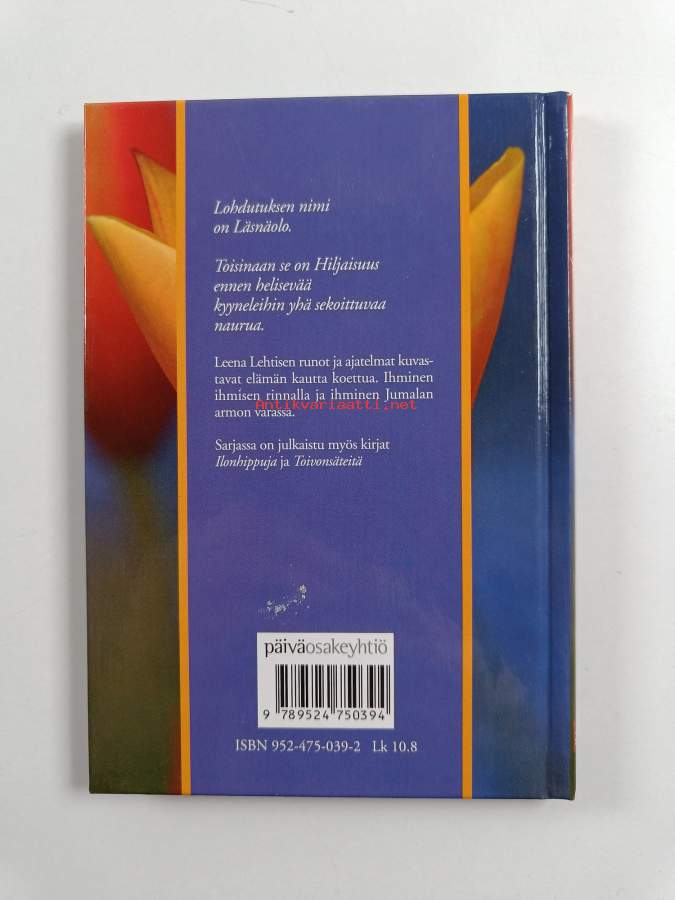 Lohdutuksen nimi
on Läsnäolo.
Toisinaan se on Hiljaisuus
ennen helisevää
kyyneleihin yhä sekoittuvaa
naurua.
Leena Lehtisen runot ja ajatelmat kuvas-
tavat elämän kautta koettua. Ihminen
ihmisen rinnalla ja ihminen Jumalan
Antikvariaatti.net
armon varassa.
Sarjassa on julkaistu myös kirjat
Ilonhippuja ja Toivonsäteitä
päiväosakeyhtiö
9 789524 750394
ISBN 952-475-039-2 Lk 10.8